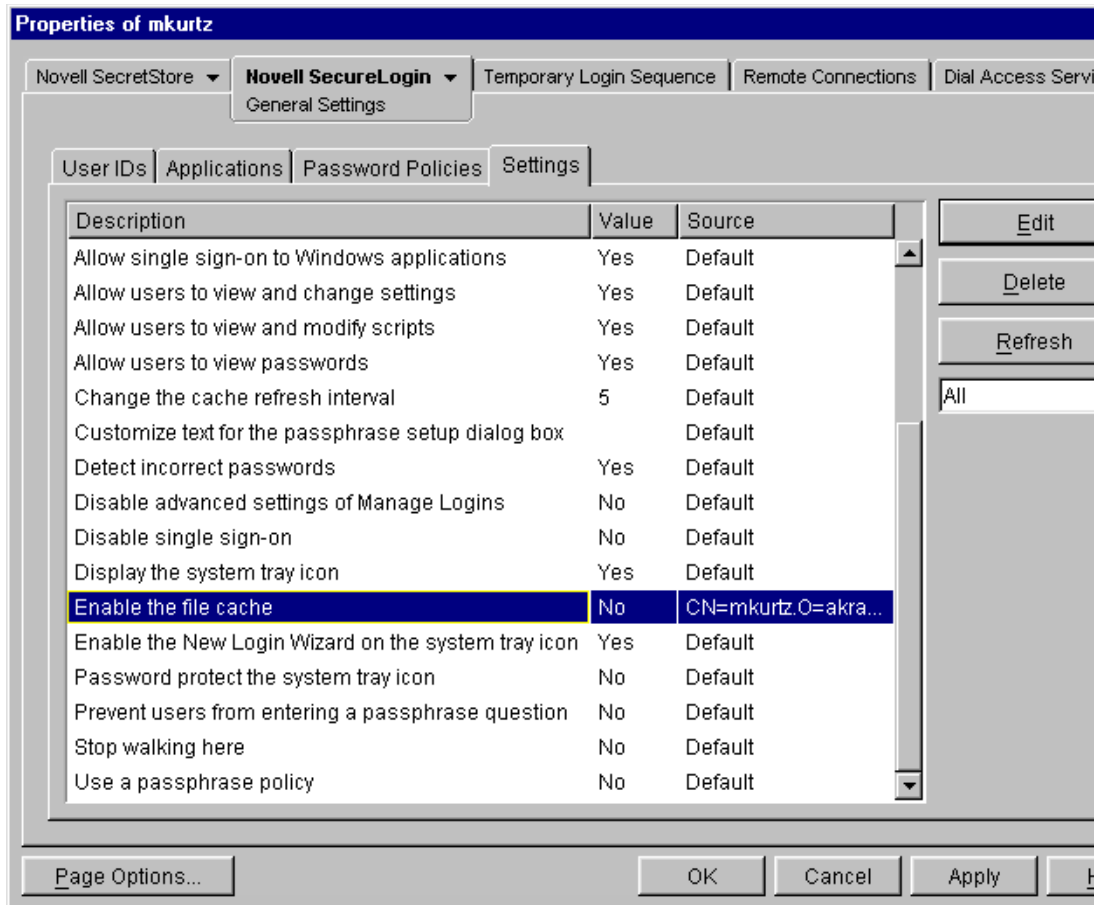 Properties of mkurtz
Novell SecretStore Novell SecureLogin Temporary Login Sequence Remote Connections Dial Access Servi
General Settings
User IDs Applications Password Policies Settings
Description Value Source
Allow single sign-on to Windows applications Yes Default
Allow users to view and change settings Yes Default
Allow users to view and modify scripts Yes Default
Allow users to view passwords Yes Default
Change the cache refresh interval 5 Default
Customize text for the passphrase setup dialog box Default
Detect incorrect passwords Yes Default
Disable advanced settings of Manage Logins No Default
Disable single sign-on No Default
Display the system tray icon Yes Default
Enable the file cache No CN=mkurtz.O=akra...
Enable the New Login Wizard on the system tray icon Yes Default
Password protect the system tray icon No Default
Prevent users from entering a passphrase question No Default
Stop walking here No Default
Use a passphrase policy No Default
Edit
Delete
Refresh
All
Page Options... OK Cancel Apply H